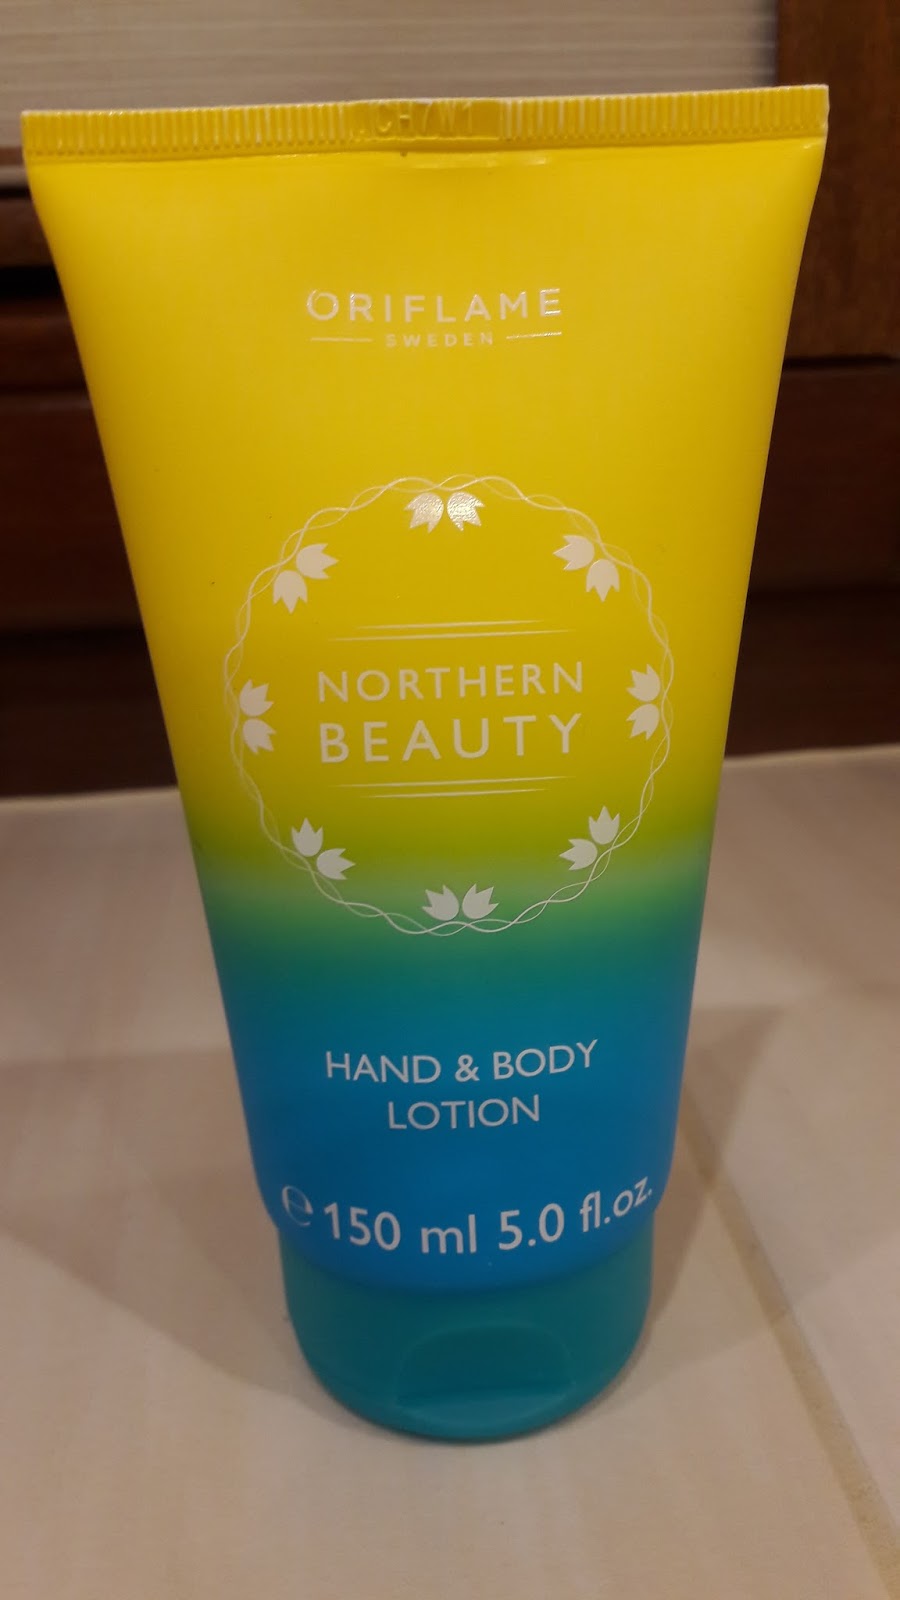 ORIFLAME
SWEDEN
NORTHERN
BEAUTY
HAND & BODY
LOTION
℮ 150 ml 5.0 fl.oz.